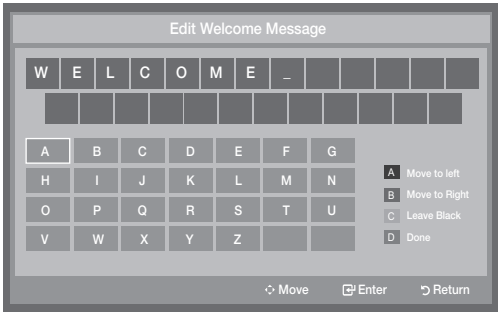 Edit Welcome Message
W E L C O M E _
A B C D E F G
H I J K L M N
O P Q R S T U
V W X Y Z
A Move to left
B Move to Right
C Leave Black
D Done
Move Enter Return